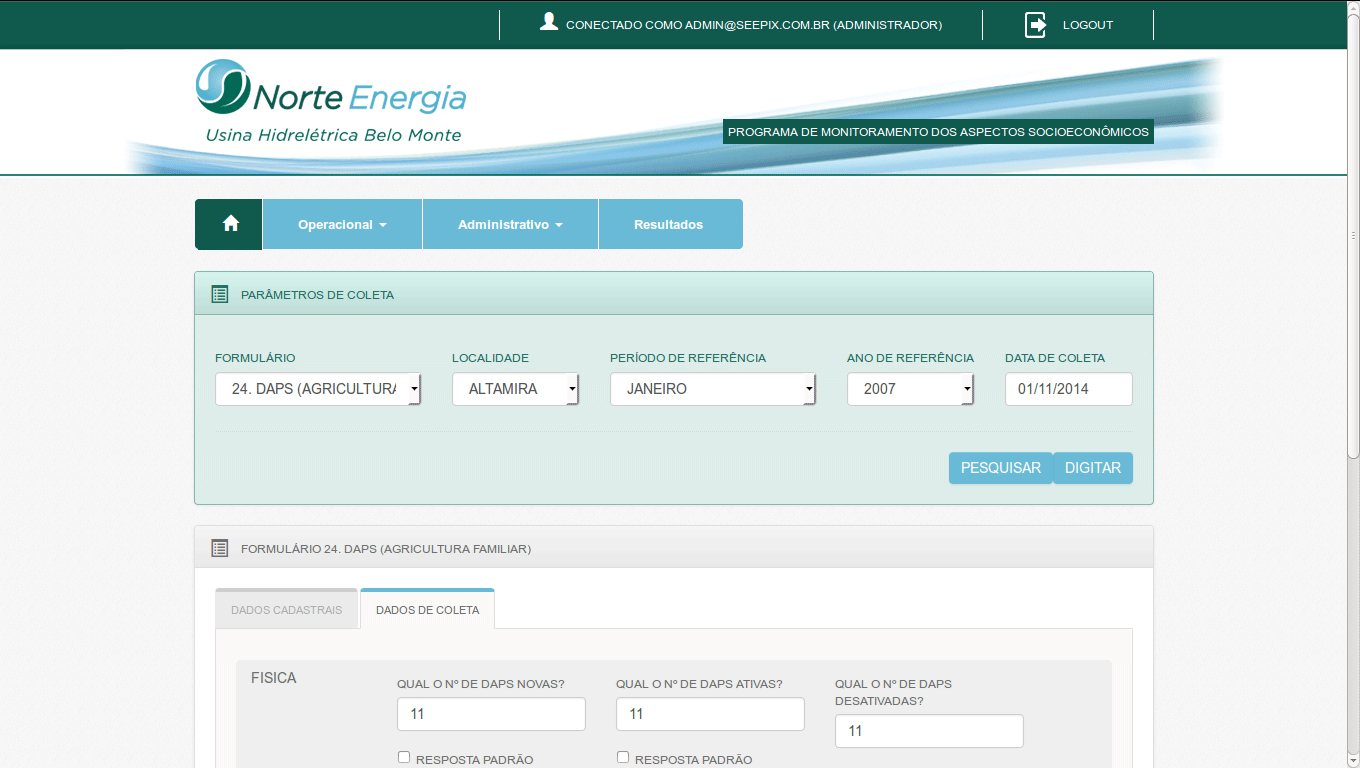 CONECTADO COMO ADMIN@SEEPIX.COM.BR (ADMINISTRADOR)
LOGOUT
Norte Energia
Usina Hidrelétrica Belo Monte
PROGRAMA DE MONITORAMENTO DOS ASPECTOS SOCIOECONÔMICOS
Operacional
Administrativo
Resultados
PARÂMETROS DE COLETA
FORMULÁRIO
LOCALIDADE
PERÍODO DE REFERÊNCIA
ANO DE REFERÊNCIA
DATA DE COLETA
24. DAPS (AGRICULTURA
ALTAMIRA
JANEIRO
2007
01/11/2014
PESQUISAR
DIGITAR
FORMULÁRIO 24. DAPS (AGRICULTURA FAMILIAR)
DADOS CADASTRAIS
DADOS DE COLETA
FISICA
QUAL O Nº DE DAPS NOVAS?
11
RESPOSTA PADRÃO
QUAL O Nº DE DAPS ATIVAS?
11
RESPOSTA PADRÃO
QUAL O Nº DE DAPS
DESATIVADAS?
11